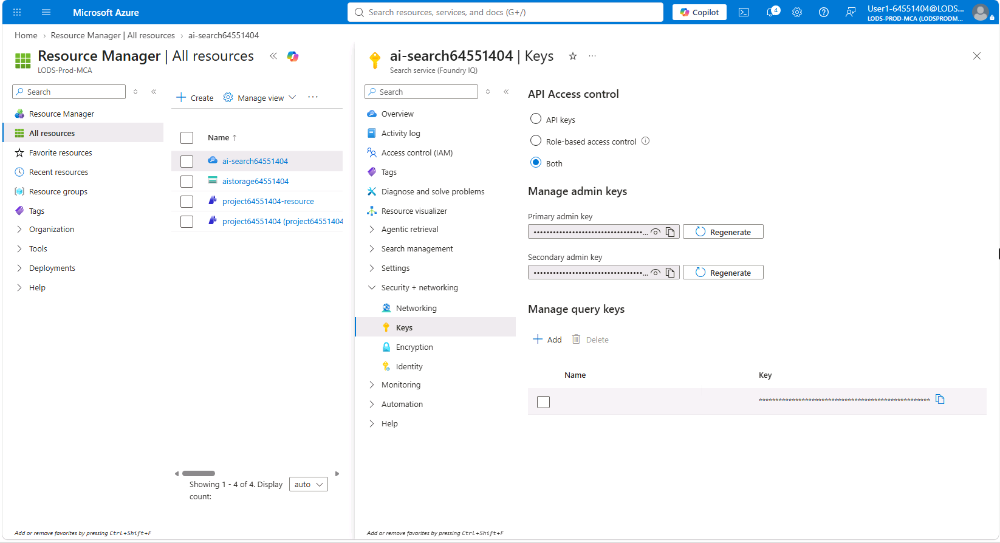 Microsoft Azure
Search resources, services, and docs (G+/)
Copilot
4
User1-64551404@LODS...
LODS-PROD-MCA (LODSPRODM...
Home > Resource Manager | All resources > ai-search64551404
Resource Manager | All resources
LODS-Prod-MCA
Search
Resource Manager
All resources
Favorite resources
Recent resources
Resource groups
Tags
Organization
Tools
Deployments
Help
Add or remove favorites by pressing Ctrl+Shift+F
Create
Manage view
...
Name ↑
ai-search64551404
aistorage64551404
project64551404-resource
project64551404 (project64551404
Showing 1 - 4 of 4. Display
count:
auto
ai-search64551404 | Keys
...
Search service (Foundry IQ)
Search
Overview
Activity log
Access control (IAM)
Tags
Diagnose and solve problems
Resource visualizer
Agentic retrieval
Search management
Settings
Security + networking
Networking
Keys
Encryption
Identity
Monitoring
Automation
Help
Add or remove favorites by pressing Ctrl+Shift+F
API Access control
API keys
Role-based access control
Both
Manage admin keys
Primary admin key
••••••••••••••••••••••••••••••••••...
Regenerate
Secondary admin key
••••••••••••••••••••••••••••••••••...
Regenerate
Manage query keys
Add
Delete
Name
Key
****************************************************